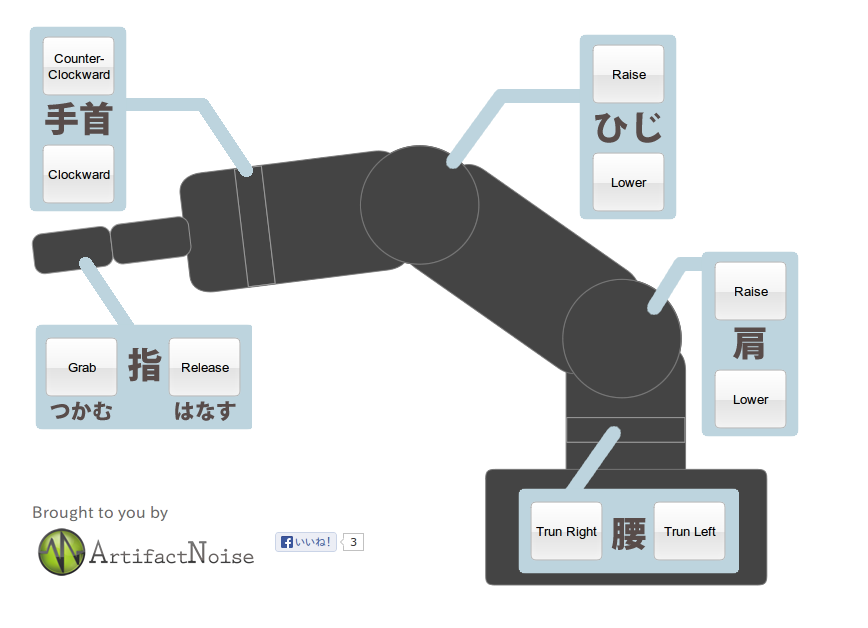 Counter-
Clockward
手首
Clockward
Raise
ひじ
Lower
Raise
肩
Lower
Grab
指
Release
つかむ
はなす
Trun Right
腰
Trun Left
Brought to you by
ArtifactNoise
いいね!
3